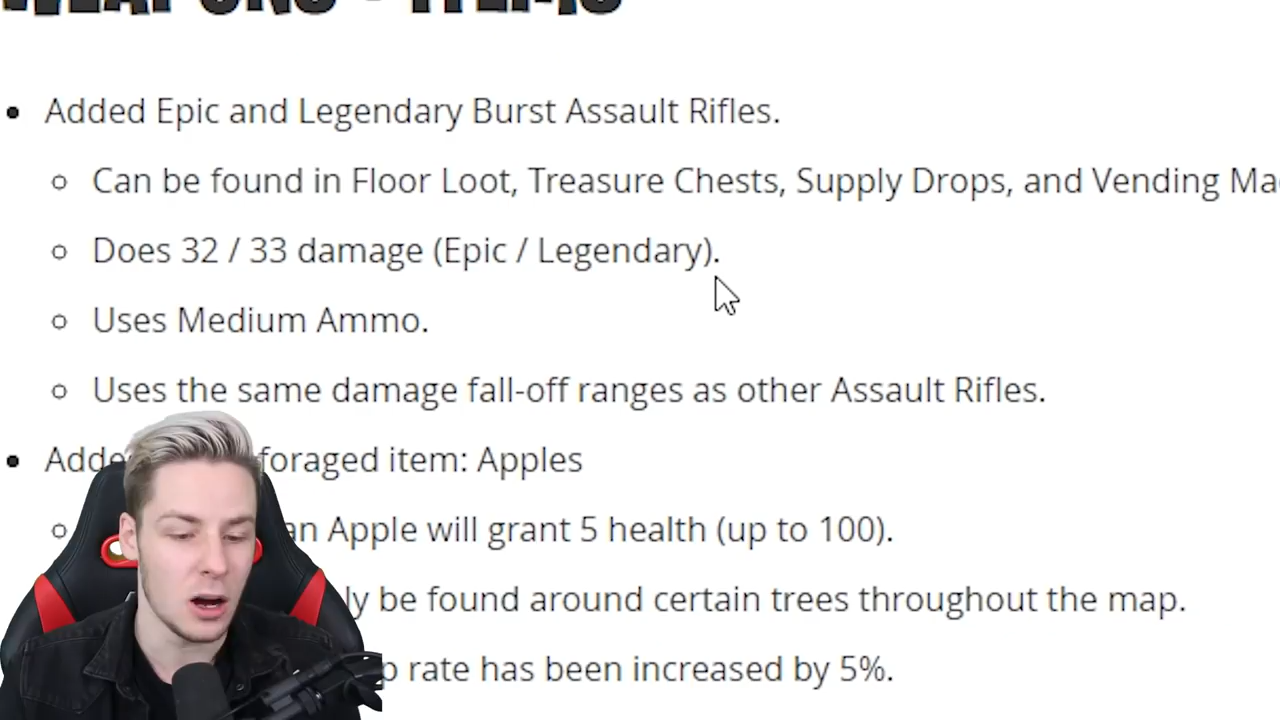 WEAPONS + ITEMS
Added Epic and Legendary Burst Assault Rifles.
Can be found in Floor Loot, Treasure Chests, Supply Drops, and Vending
Does 32 / 33 damage (Epic / Legendary).
Uses Medium Ammo.
Uses the same damage fall-off ranges as other Assault Rifles.
foraged item: Apples
an Apple will grant 5 health (up to 100).
be found around certain trees throughout the map.
rate has been increased by 5%.